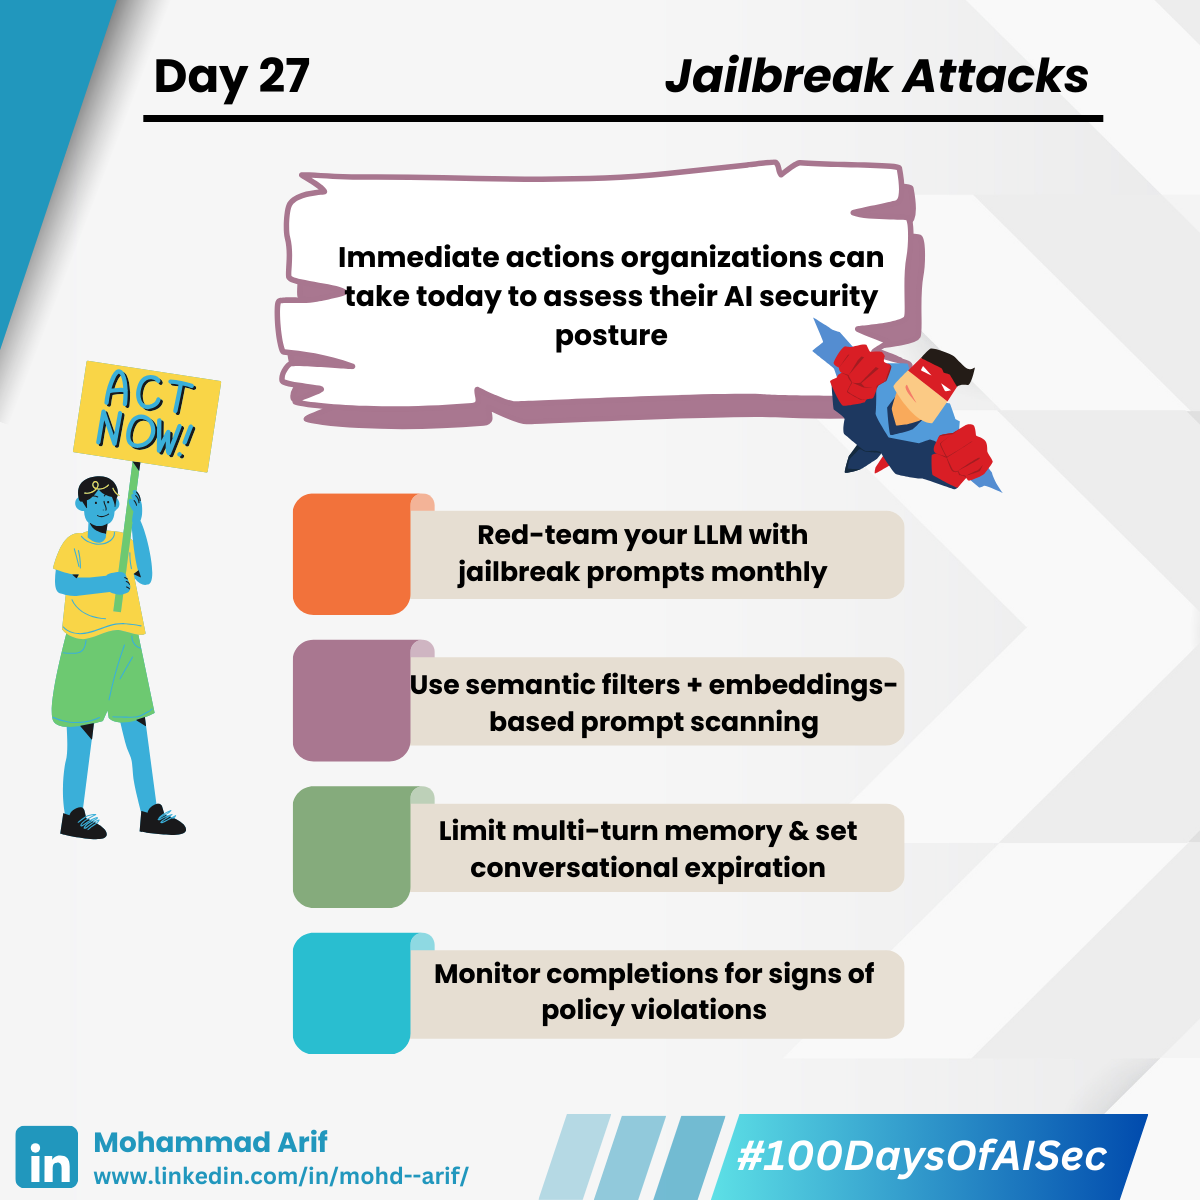 Day 27
Jailbreak Attacks
Immediate actions organizations can
take today to assess their AI security
posture
ACT
NOW!
Red-team your LLM with
jailbreak prompts monthly
Use semantic filters + embeddings-
based prompt scanning
Limit multi-turn memory & set
conversational expiration
Monitor completions for signs of
policy violations
in
Mohammad Arif
www.linkedin.com/in/mohd--arif/
#100DaysOfAISec